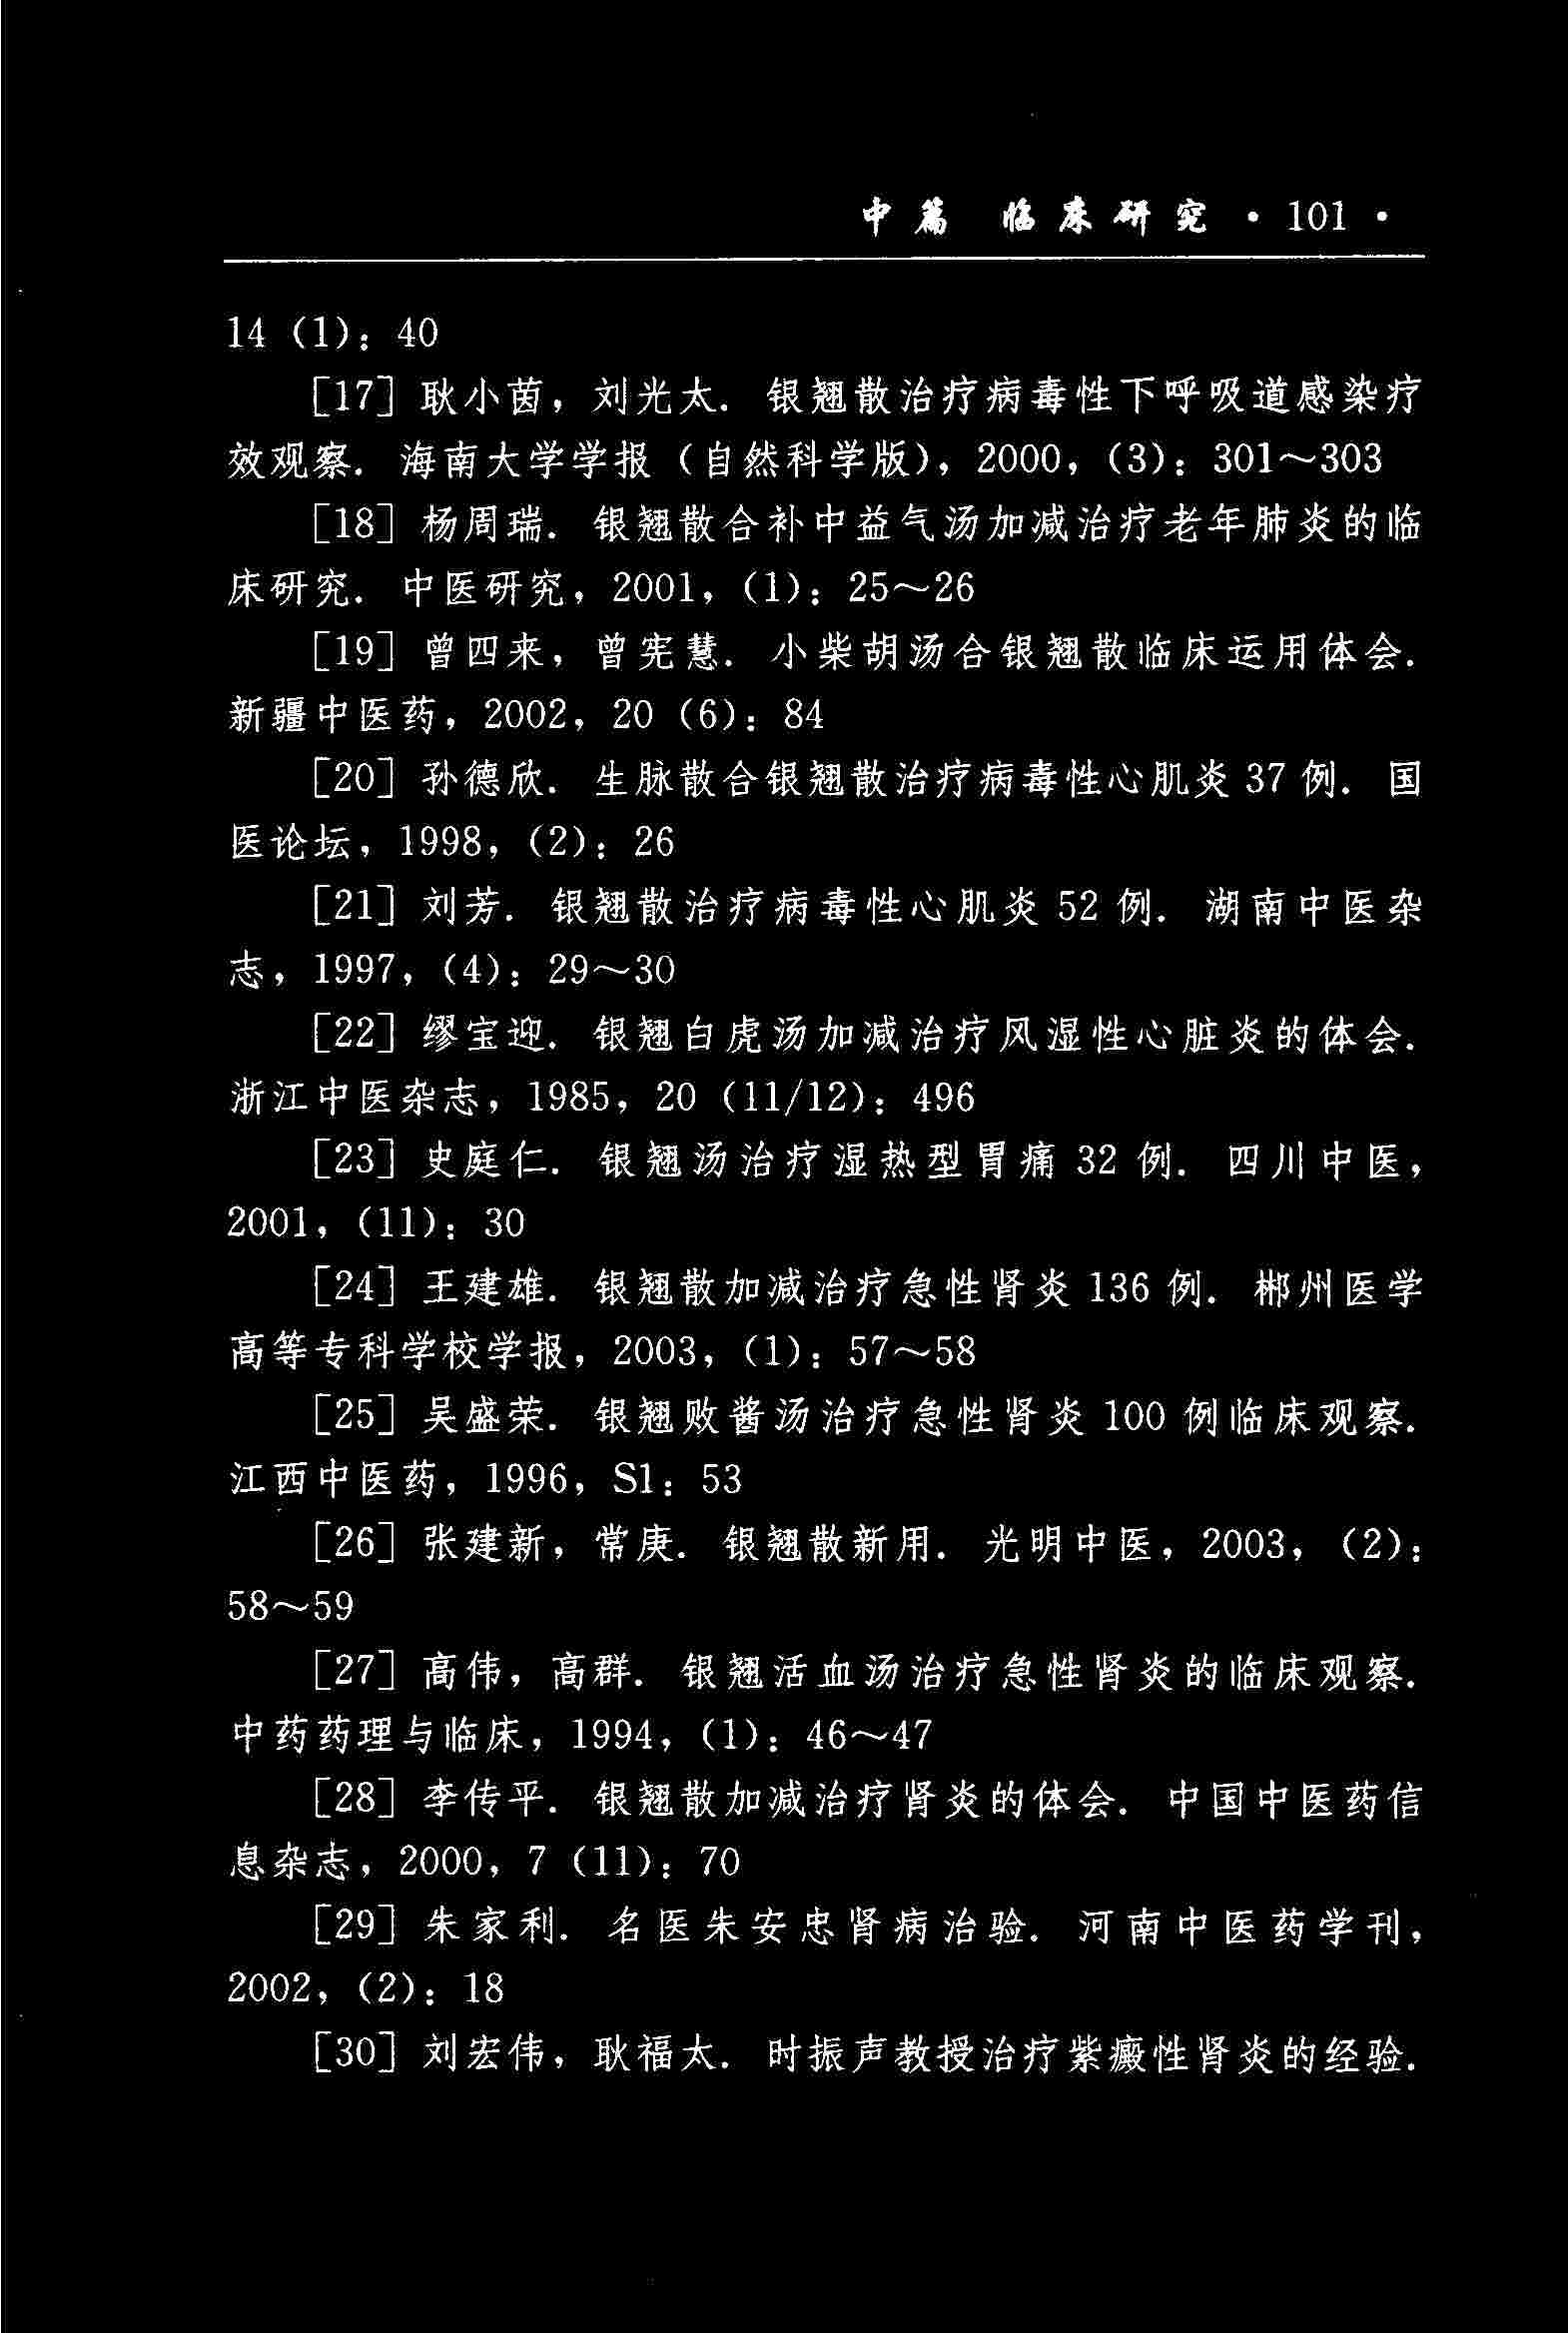 中篇 临床研究 · 101 ·
14（1）：40
［17］耿小茵，刘光太．银翘散治疗病毒性下呼吸道感染疗
效观察．海南大学学报（自然科学版），2000，（3）：301～303
［18］杨周瑞．银翘散合补中益气汤加减治疗老年肺炎的临
床研究．中医研究，2001，（1）：25～26
［19］曾四来，曾宪慧．小柴胡汤合银翘散临床运用体会．
新疆中医药，2002，20（6）：84
［20］孙德欣．生脉散合银翘散治疗病毒性心肌炎 37 例．国
医论坛，1998，（2）：26
［21］刘芳．银翘散治疗病毒性心肌炎 52 例．湖南中医杂
志，1997，（4）：29～30
［22］缪宝迎．银翘白虎汤加减治疗风湿性心脏炎的体会．
浙江中医杂志，1985，20（11/12）：496
［23］史庭仁．银翘汤治疗湿热型胃痛 32 例．四川中医，
2001，（11）：30
［24］王建雄．银翘散加减治疗急性肾炎 136 例．郴州医学
高等专科学校学报，2003，（1）：57～58
［25］吴盛荣．银翘败酱汤治疗急性肾炎 100 例临床观察．
江西中医药，1996，S1：53
［26］张建新，常庚．银翘散新用．光明中医，2003，（2）：
58～59
［27］高伟，高群．银翘活血汤治疗急性肾炎的临床观察．
中药药理与临床，1994，（1）：46～47
［28］李传平．银翘散加减治疗肾炎的体会．中国中医药信
息杂志，2000，7（11）：70
［29］朱家利．名医朱安忠肾病治验．河南中医药学刊，
2002，（2）：18
［30］刘宏伟，耿福太．时振声教授治疗紫癜性肾炎的经验．